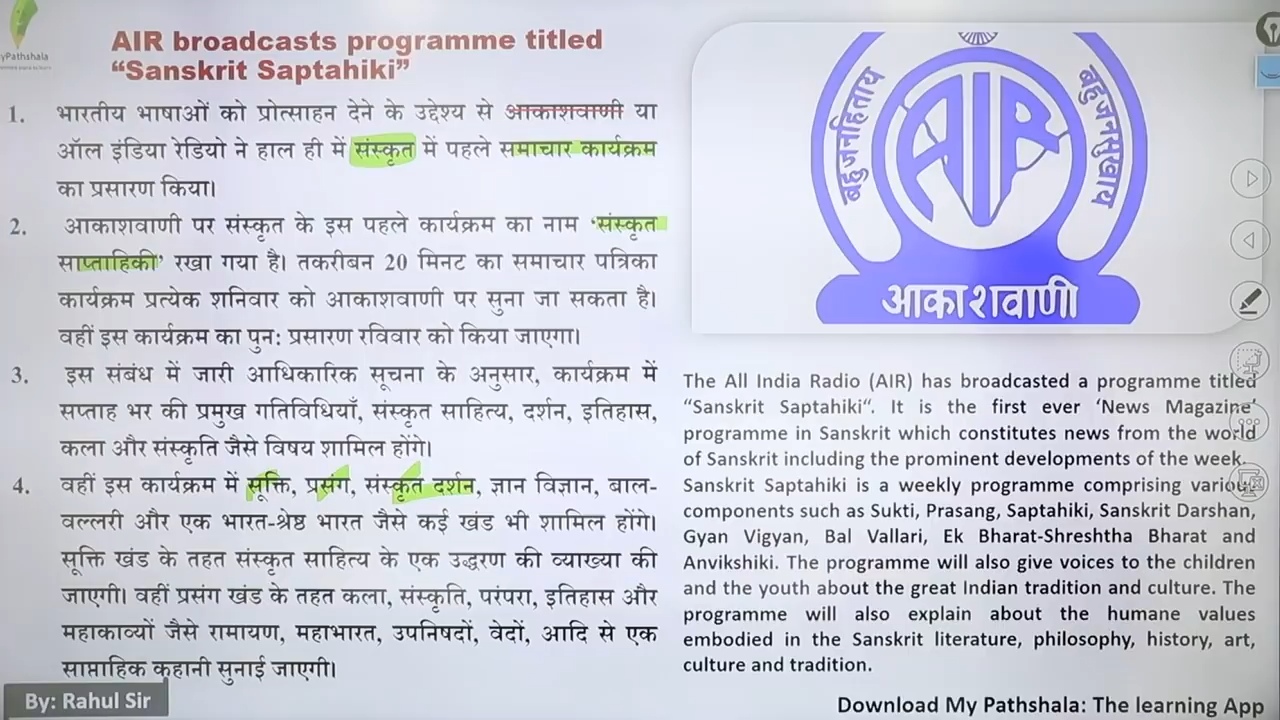 yPathshala
AIR broadcasts programme titled
“Sanskrit Saptahiki”
1. भारतीय भाषाओं को प्रोत्साहन देने के उद्देश्य से आकाशवाणी या
ऑल इंडिया रेडियो ने हाल ही में संस्कृत में पहले समाचार कार्यक्रम
का प्रसारण किया।
2. आकाशवाणी पर संस्कृत के इस पहले कार्यक्रम का नाम ‘संस्कृत
साप्ताहिकी’ रखा गया है। तकरीबन 20 मिनट का समाचार पत्रिका
कार्यक्रम प्रत्येक शनिवार को आकाशवाणी पर सुना जा सकता है।
वहीं इस कार्यक्रम का पुन: प्रसारण रविवार को किया जाएगा।
3. इस संबंध में जारी आधिकारिक सूचना के अनुसार, कार्यक्रम में
सप्ताह भर की प्रमुख गतिविधियाँ, संस्कृत साहित्य, दर्शन, इतिहास,
कला और संस्कृति जैसे विषय शामिल होंगे।
4. वहीं इस कार्यक्रम में सूक्ति, प्रसंग, संस्कृत दर्शन, ज्ञान विज्ञान, बाल-
वल्लरी और एक भारत-श्रेष्ठ भारत जैसे कई खंड भी शामिल होंगे।
सूक्ति खंड के तहत संस्कृत साहित्य के एक उद्धरण की व्याख्या की
जाएगी। वहीं प्रसंग खंड के तहत कला, संस्कृति, परंपरा, इतिहास और
महाकाव्यों जैसे रामायण, महाभारत, उपनिषदों, वेदों, आदि से एक
साप्ताहिक कहानी सुनाई जाएगी।
By: Rahul Sir
बहुजनहिताय
बहुजनसुखाय
AIR
आकाशवाणी
The All India Radio (AIR) has broadcasted a programme titled
“Sanskrit Saptahiki“. It is the first ever ‘News Magazine’
programme in Sanskrit which constitutes news from the world
of Sanskrit including the prominent developments of the week.
Sanskrit Saptahiki is a weekly programme comprising various
components such as Sukti, Prasang, Saptahiki, Sanskrit Darshan,
Gyan Vigyan, Bal Vallari, Ek Bharat-Shreshtha Bharat and
Anvikshiki. The programme will also give voices to the children
and the youth about the great Indian tradition and culture. The
programme will also explain about the humane values
embodied in the Sanskrit literature, philosophy, history, art,
culture and tradition.
Download My Pathshala: The learning App